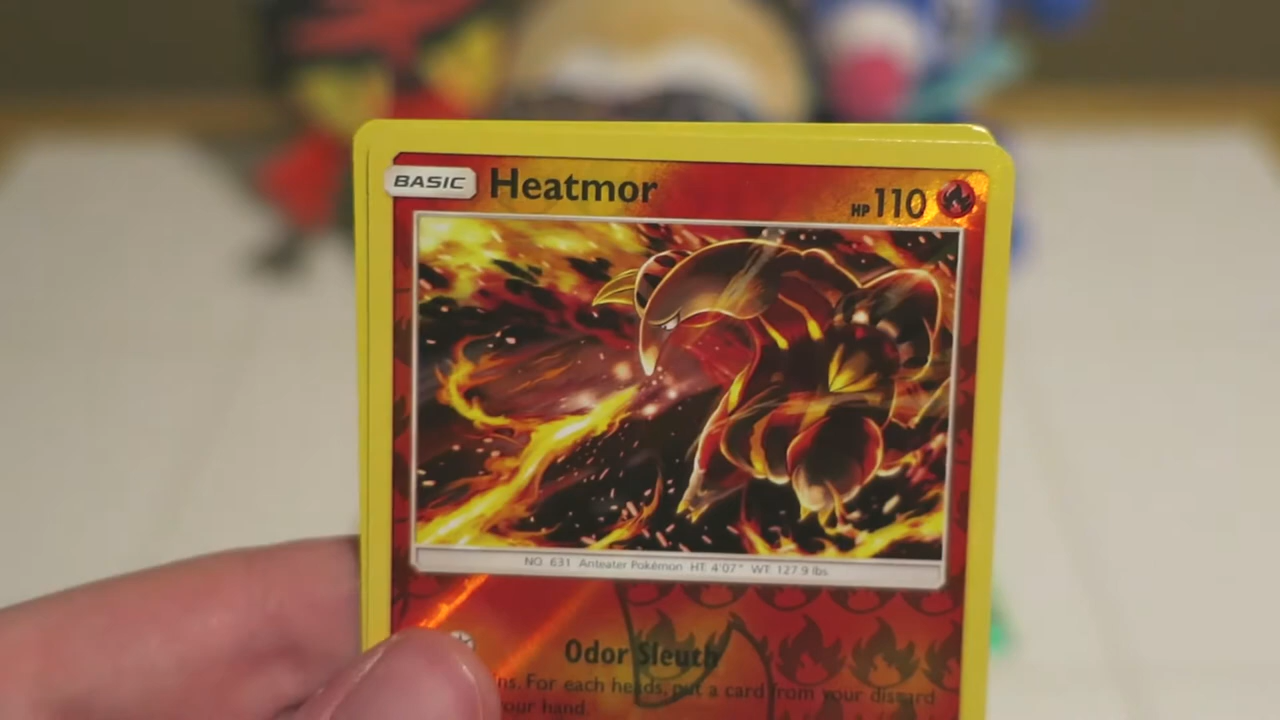 BASIC Heatmor HP 110
NO. 631 Anteater Pokémon HT: 4'07" WT: 127.9 lbs
Odor Sleuth
ns. For each heads, put a card from your discard
your hand.